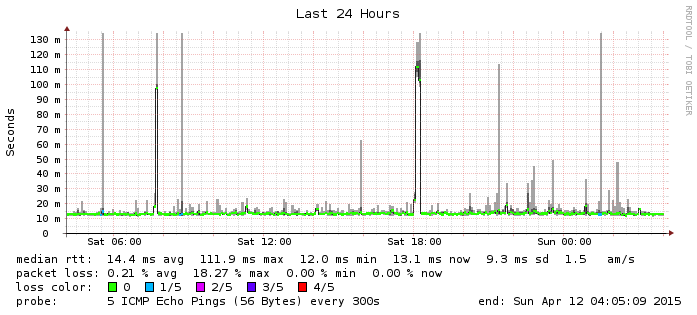 Last 24 Hours
RRDTOOL / TOBI OETIKER
Seconds
130 m
120 m
110 m
100 m
90 m
80 m
70 m
60 m
50 m
40 m
30 m
20 m
10 m
0
Sat 06:00 Sat 12:00 Sat 18:00 Sun 00:00
median rtt: 14.4 ms avg 111.9 ms max 12.0 ms min 13.1 ms now 9.3 ms sd 1.5 am/s
packet loss: 0.21 % avg 18.27 % max 0.00 % min 0.00 % now
loss color: 0 1/5 2/5 3/5 4/5
probe: 5 ICMP Echo Pings (56 Bytes) every 300s end: Sun Apr 12 04:05:09 2015